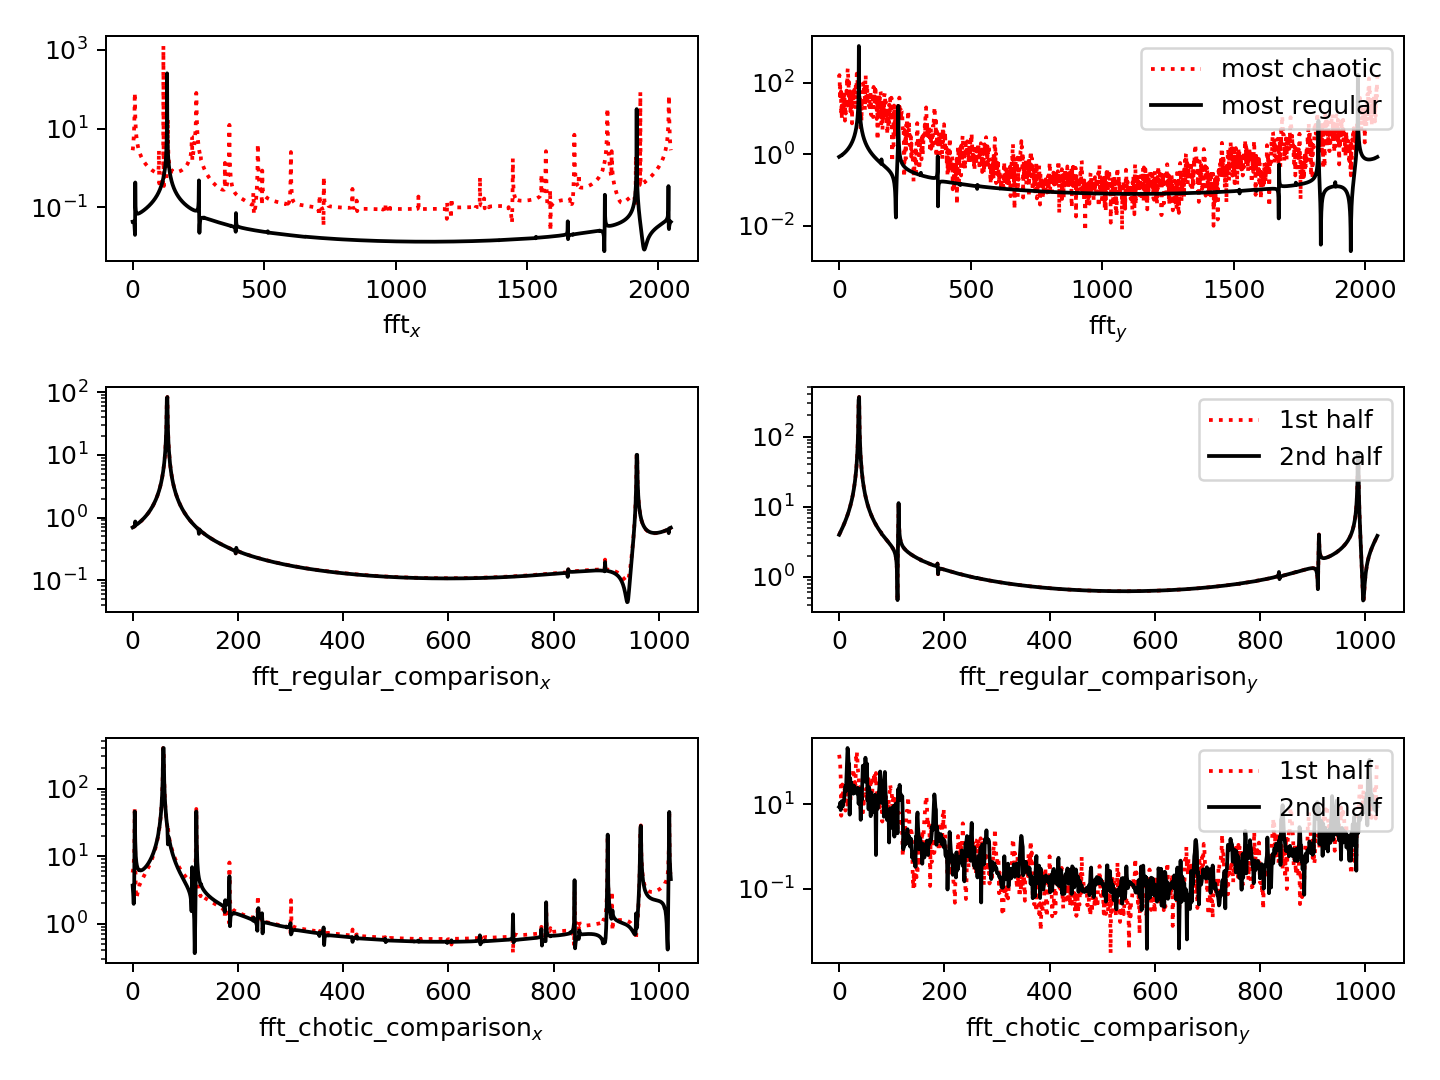 10³
10¹
10⁻¹
0 500 1000 1500 2000
fftₓ
10²
10⁰
10⁻²
most chaotic
most regular
0 500 1000 1500 2000
fft_y
10²
10¹
10⁰
10⁻¹
0 200 400 600 800 1000
fft_regular_comparisonₓ
10²
10¹
10⁰
1st half
2nd half
0 200 400 600 800 1000
fft_regular_comparison_y
10²
10¹
10⁰
0 200 400 600 800 1000
fft_chotic_comparisonₓ
10¹
10⁻¹
1st half
2nd half
0 200 400 600 800 1000
fft_chotic_comparison_y